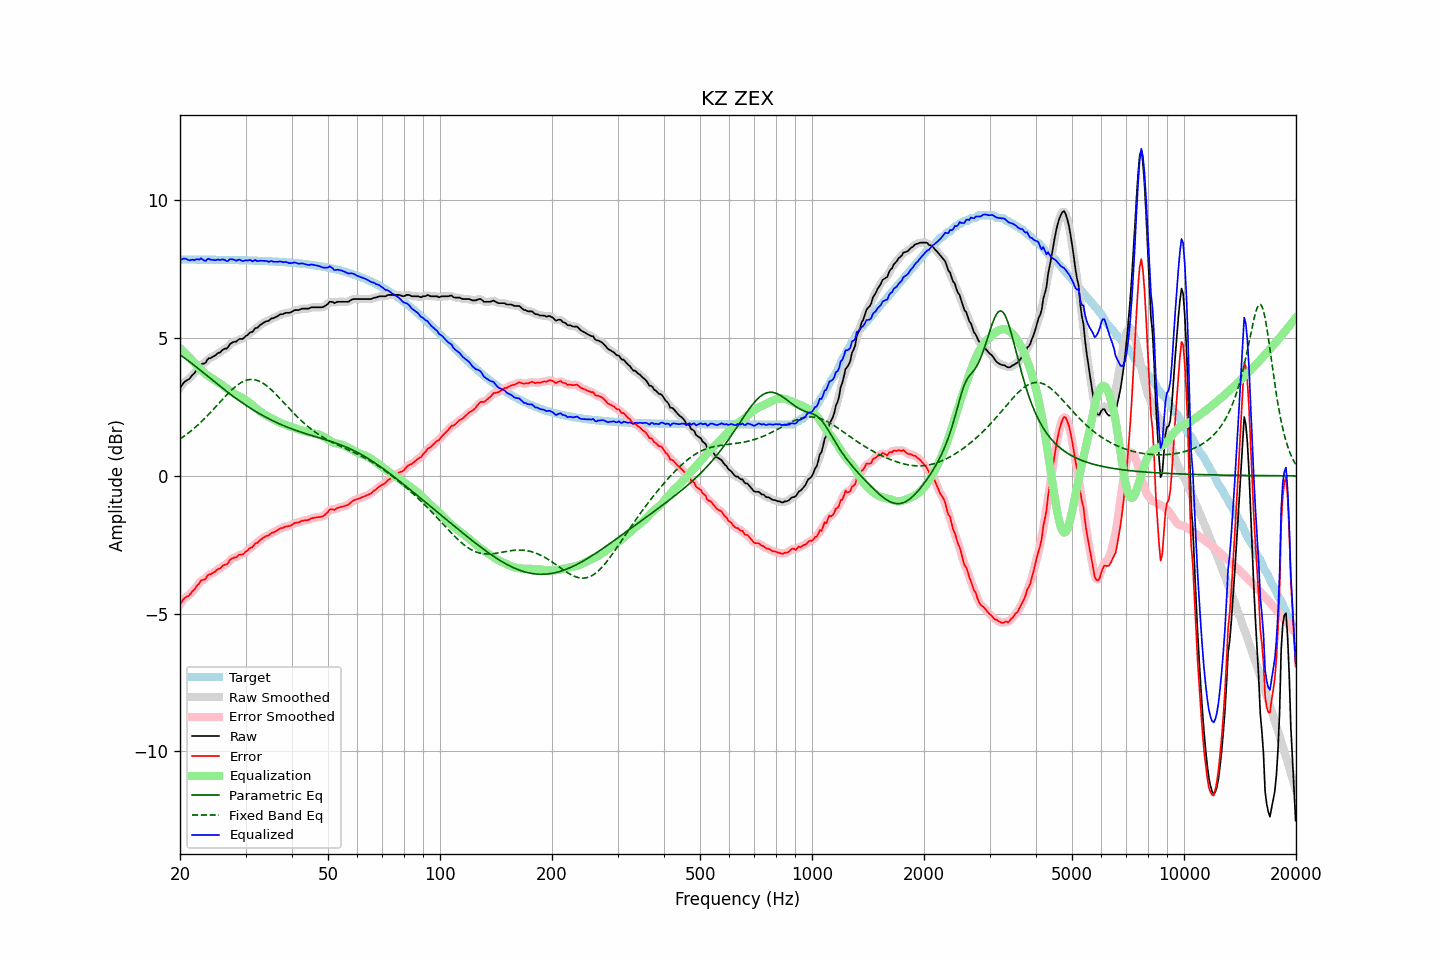 KZ ZEX
Amplitude (dBr)
10
5
0
−5
−10
Target
Raw Smoothed
Error Smoothed
Raw
Error
Equalization
Parametric Eq
Fixed Band Eq
Equalized
20 50 100 200 500 1000 2000 5000 10000 20000
Frequency (Hz)